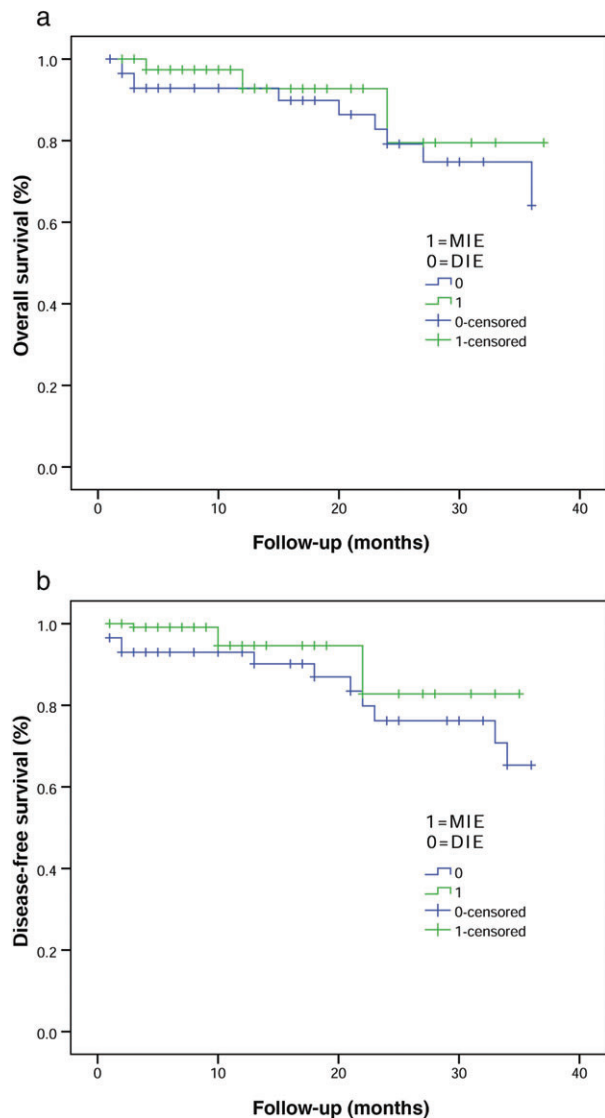 a
1.0
0.8
0.6
0.4
0.2
0.0
Overall survival (%)
1=MIE
0=DIE
0
1
0-censored
1-censored
0 10 20 30 40
Follow-up (months)
b
1.0
0.8
0.6
0.4
0.2
0.0
Disease-free survival (%)
1=MIE
0=DIE
0
1
0-censored
1-censored
0 10 20 30 40
Follow-up (months)